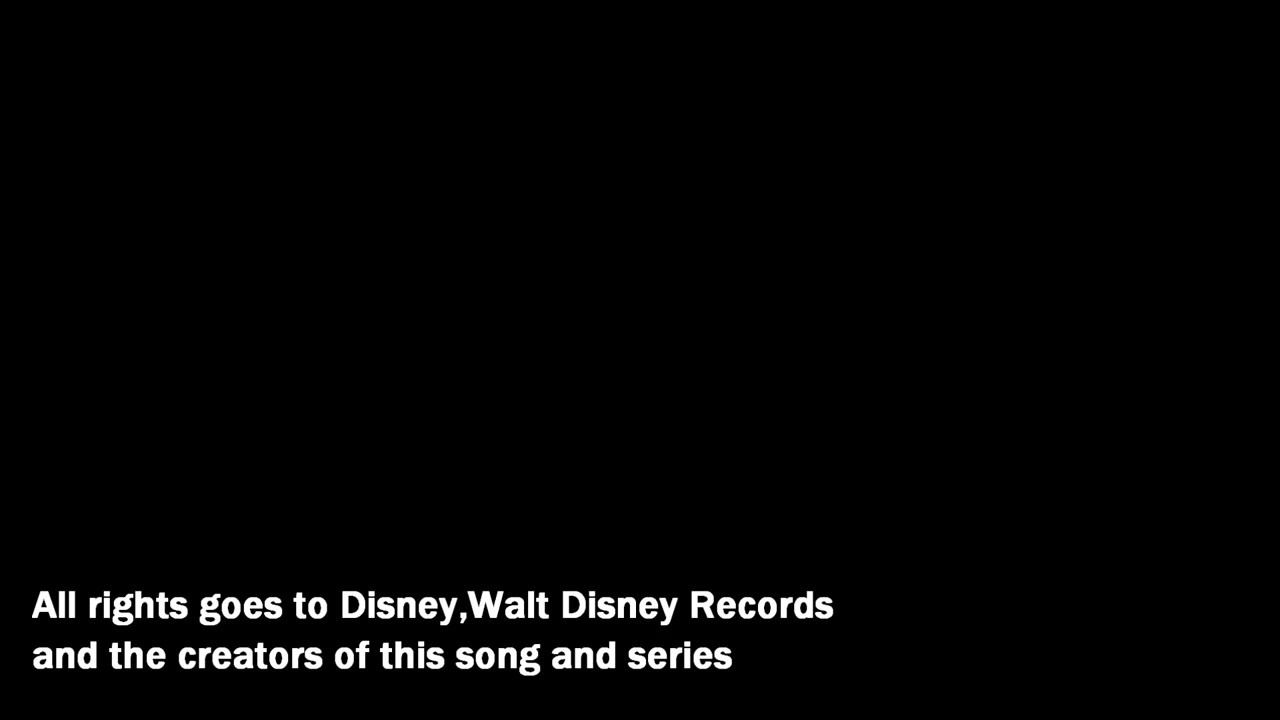 All rights goes to Disney,Walt Disney Records
and the creators of this song and series